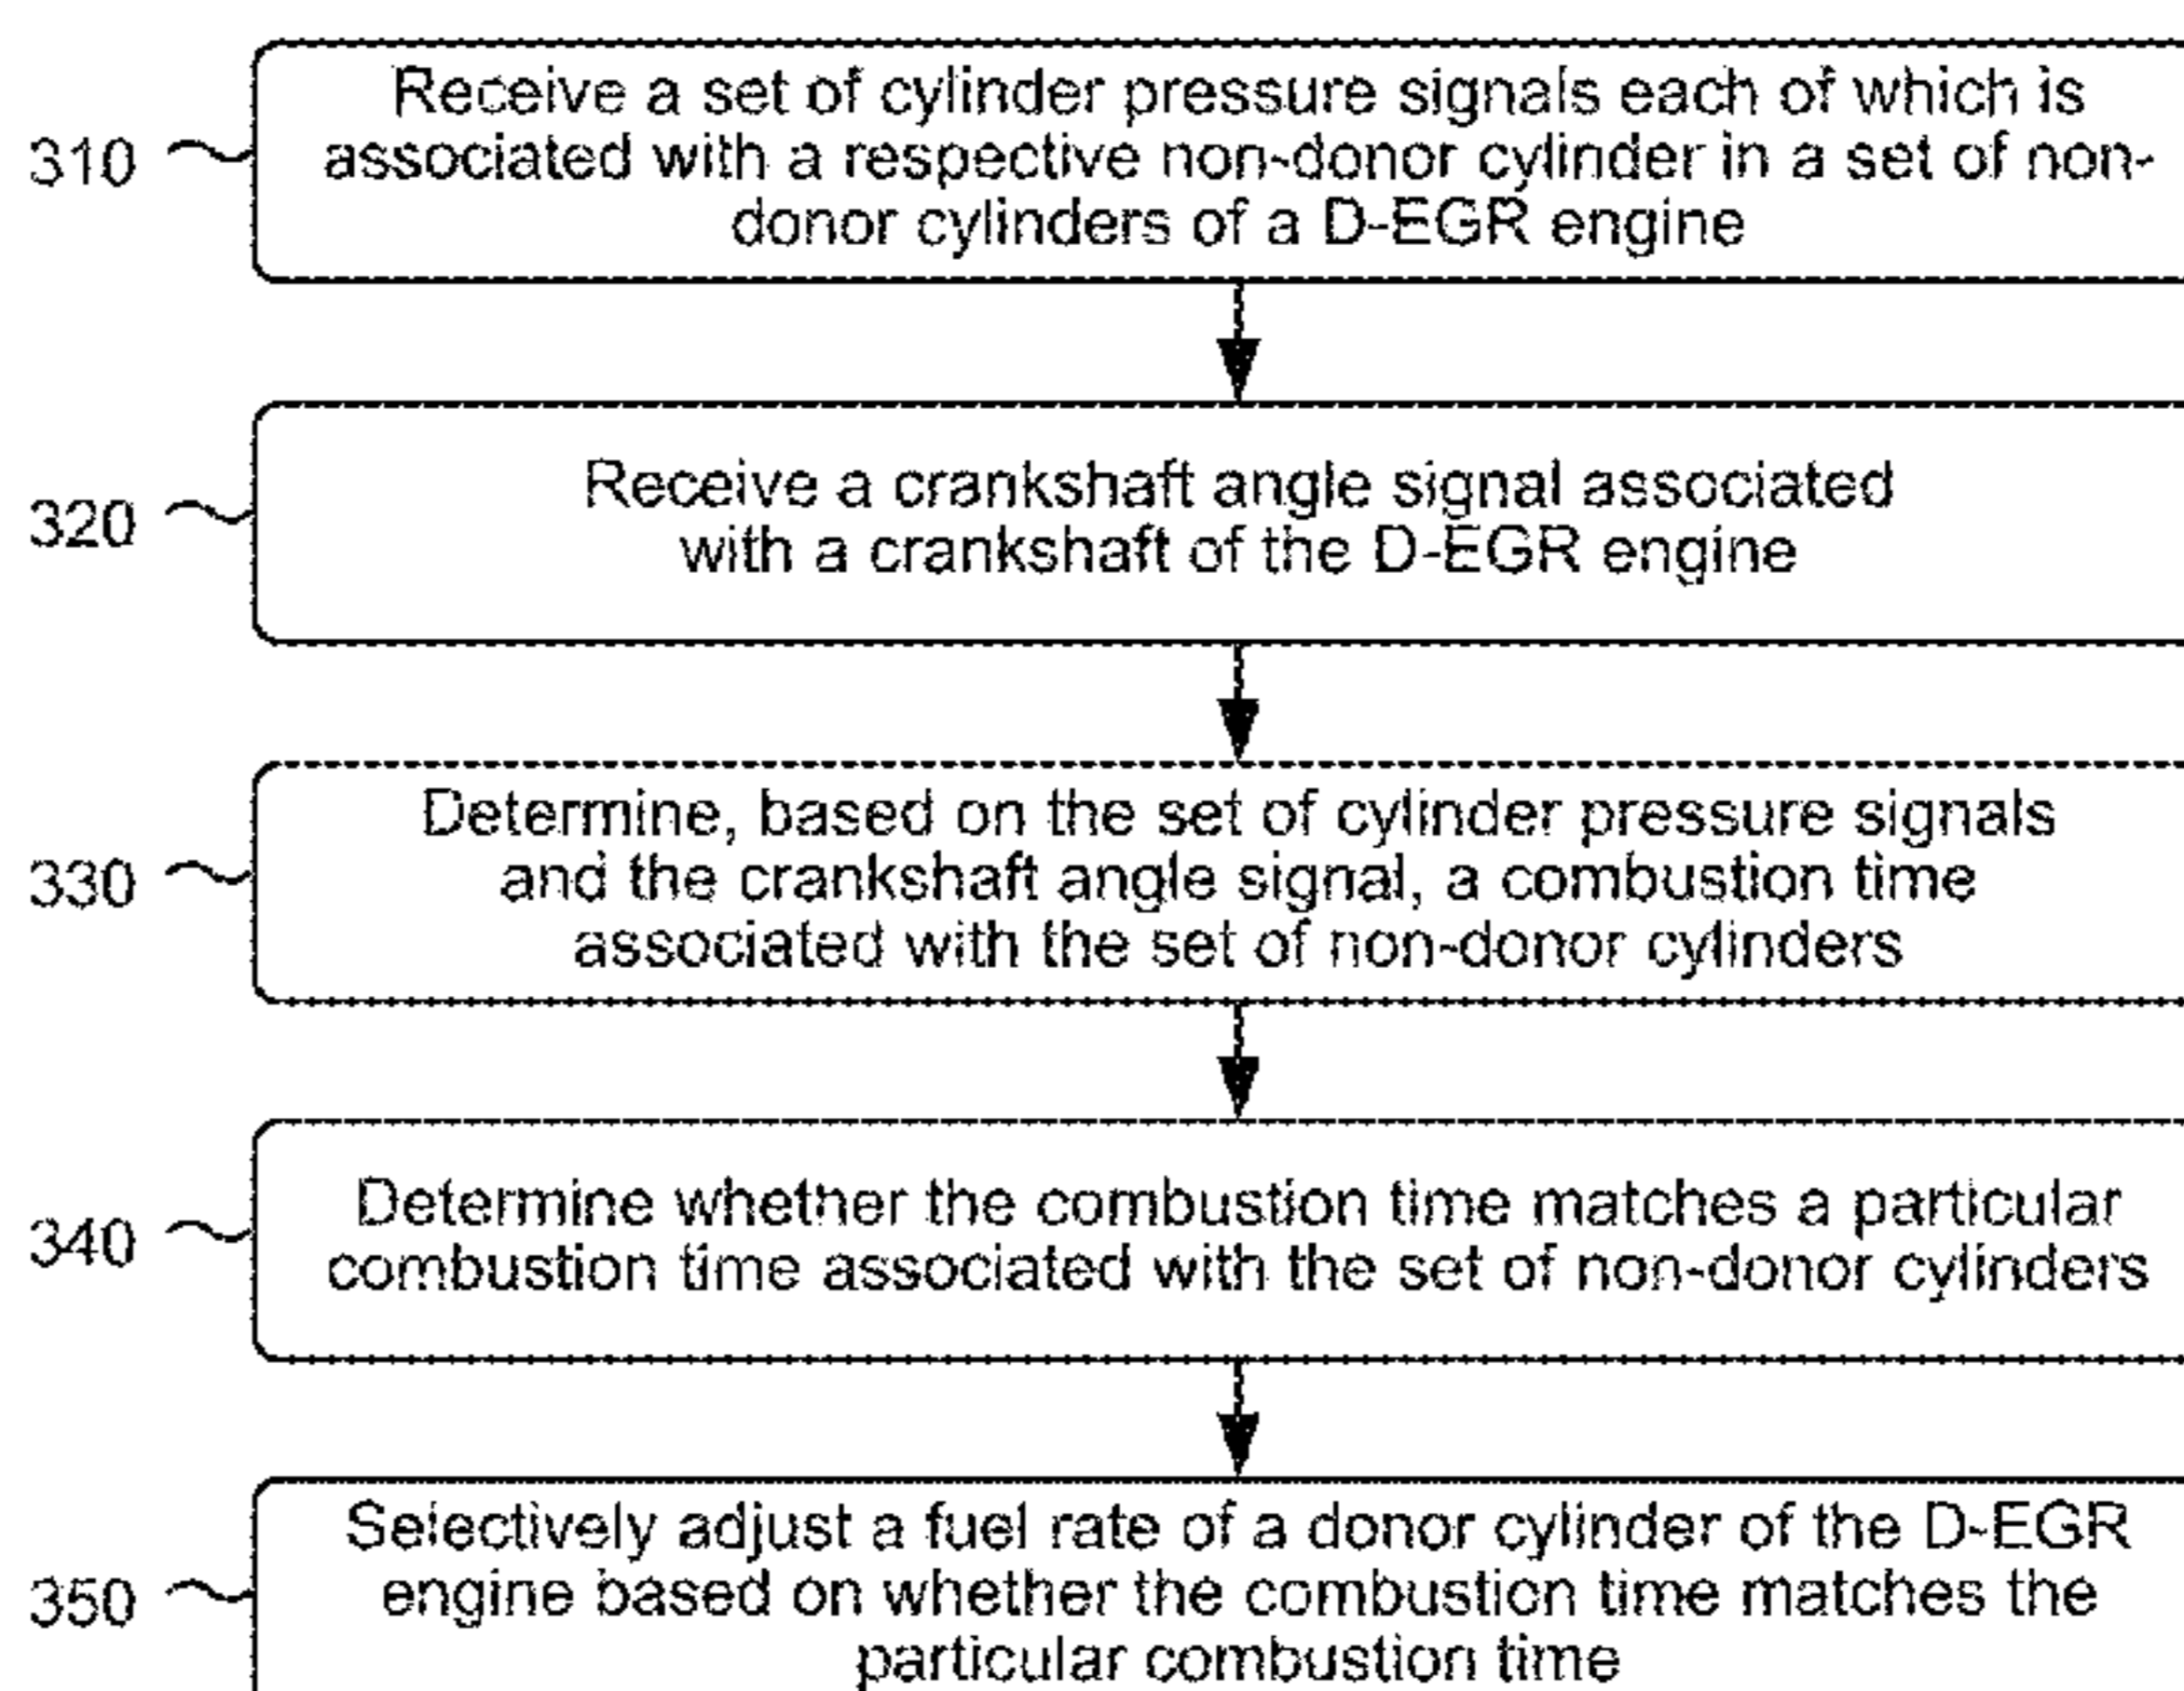 310
Receive a set of cylinder pressure signals each of which is
associated with a respective non-donor cylinder in a set of non-
donor cylinders of a D-EGR engine
320
Receive a crankshaft angle signal associated
with a crankshaft of the D-EGR engine
330
Determine, based on the set of cylinder pressure signals
and the crankshaft angle signal, a combustion time
associated with the set of non-donor cylinders
340
Determine whether the combustion time matches a particular
combustion time associated with the set of non-donor cylinders
350
Selectively adjust a fuel rate of a donor cylinder of the D-EGR
engine based on whether the combustion time matches the
particular combustion time